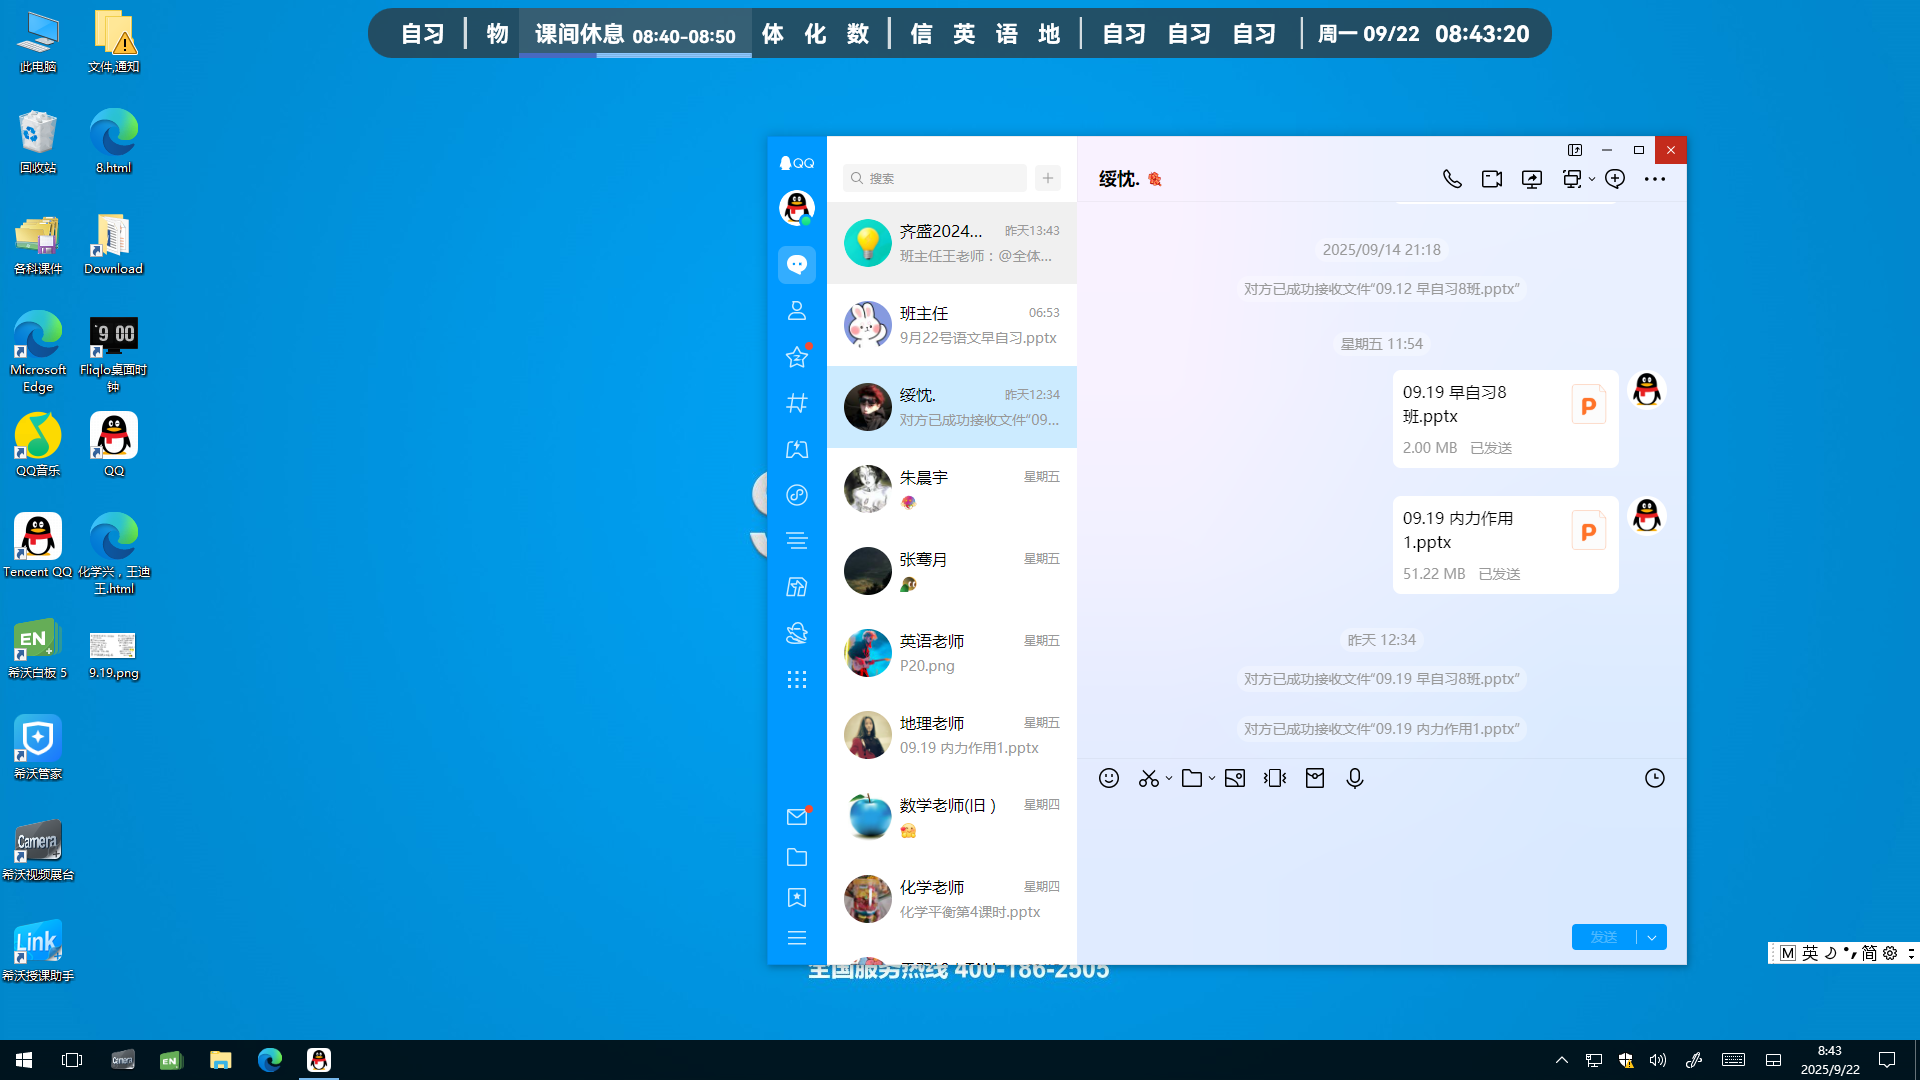 自习 物 课间休息 08:40-08:50 体 化 数 信 英 语 地 自习 自习 自习 周一 09/22 08:43:20
此电脑
文件,通知
回收站
8.html
各科课件
Download
Microsoft Edge
9 00
Fliqlo桌面时钟
QQ音乐
QQ
Tencent QQ
化学兴，王迪王.html
EN
希沃白板 5
9.19.png
希沃管家
Camera
希沃视频展台
Link
希沃授课助手
QQ
搜索
齐盛2024... 昨天13:43
班主任王老师：@全体...
班主任 06:53
9月22号语文早自习.pptx
绥忱. 昨天12:34
对方已成功接收文件“09...
朱晨宇 星期五
张骞月 星期五
英语老师 星期五
P20.png
地理老师 星期五
09.19 内力作用1.pptx
数学老师(旧 ) 星期四
化学老师 星期四
化学平衡第4课时.pptx
绥忱.
2025/09/14 21:18
对方已成功接收文件“09.12 早自习8班.pptx”
星期五 11:54
09.19 早自习8
班.pptx
P
2.00 MB 已发送
09.19 内力作用
1.pptx
P
51.22 MB 已发送
昨天 12:34
对方已成功接收文件“09.19 早自习8班.pptx”
对方已成功接收文件“09.19 内力作用1.pptx”
发送
全国服务热线 400-186-2505
M 英 简
Camera
EN
8:43
2025/9/22